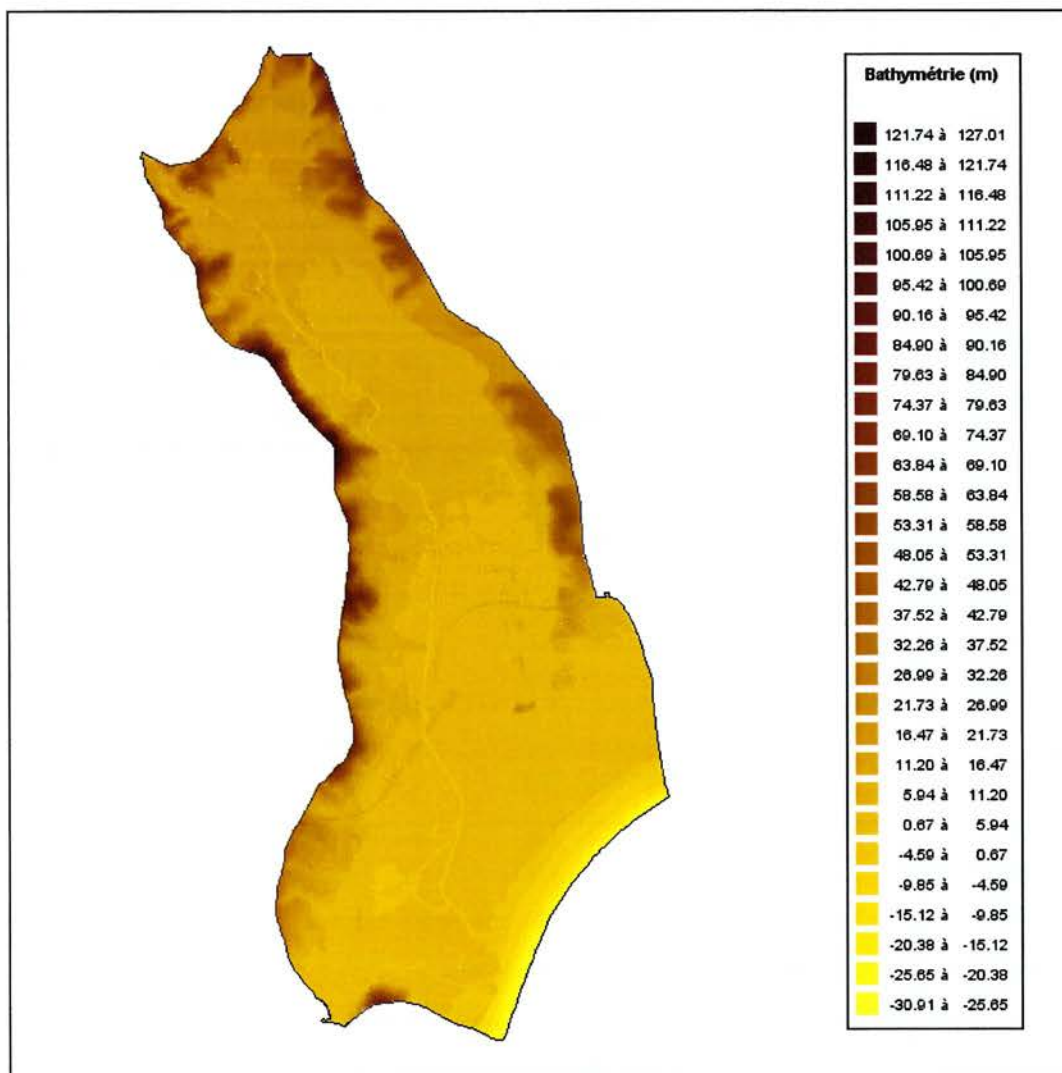 Bathymétrie (m)
121.74 à 127.01
116.48 à 121.74
111.22 à 116.48
105.95 à 111.22
100.69 à 105.95
95.42 à 100.69
90.16 à 95.42
84.90 à 90.16
79.63 à 84.90
74.37 à 79.63
69.10 à 74.37
63.84 à 69.10
58.58 à 63.84
53.31 à 58.58
48.05 à 53.31
42.79 à 48.05
37.52 à 42.79
32.26 à 37.52
26.99 à 32.26
21.73 à 26.99
16.47 à 21.73
11.20 à 16.47
5.94 à 11.20
0.67 à 5.94
-4.59 à 0.67
-9.85 à -4.59
-15.12 à -9.85
-20.38 à -15.12
-25.65 à -20.38
-30.91 à -25.65